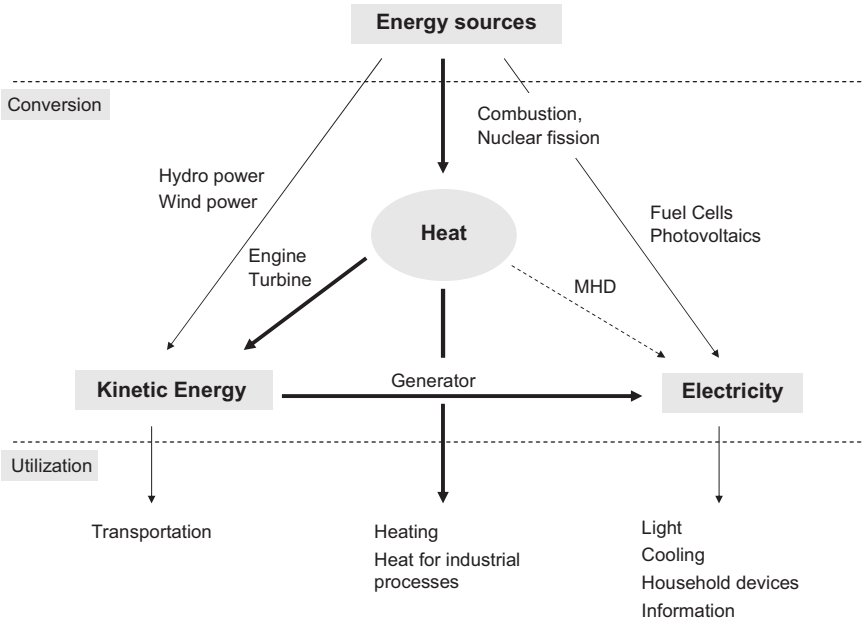 Energy sources
Conversion
Combustion,
Nuclear fission
Hydro power
Wind power
Fuel Cells
Photovoltaics
Heat
Engine
Turbine
MHD
Kinetic Energy
Generator
Electricity
Utilization
Transportation
Heating
Heat for industrial
processes
Light
Cooling
Household devices
Information